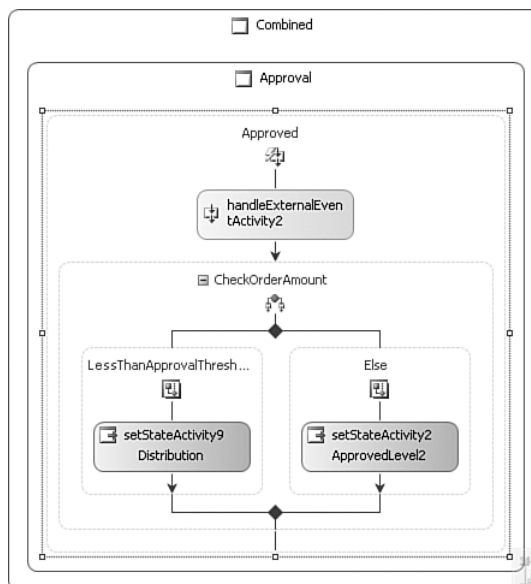 Combined
Approval
Approved
handleExternalEven
tActivity2
CheckOrderAmount
LessThanApprovalThresh...
Else
setStateActivity9
Distribution
setStateActivity2
ApprovedLevel2